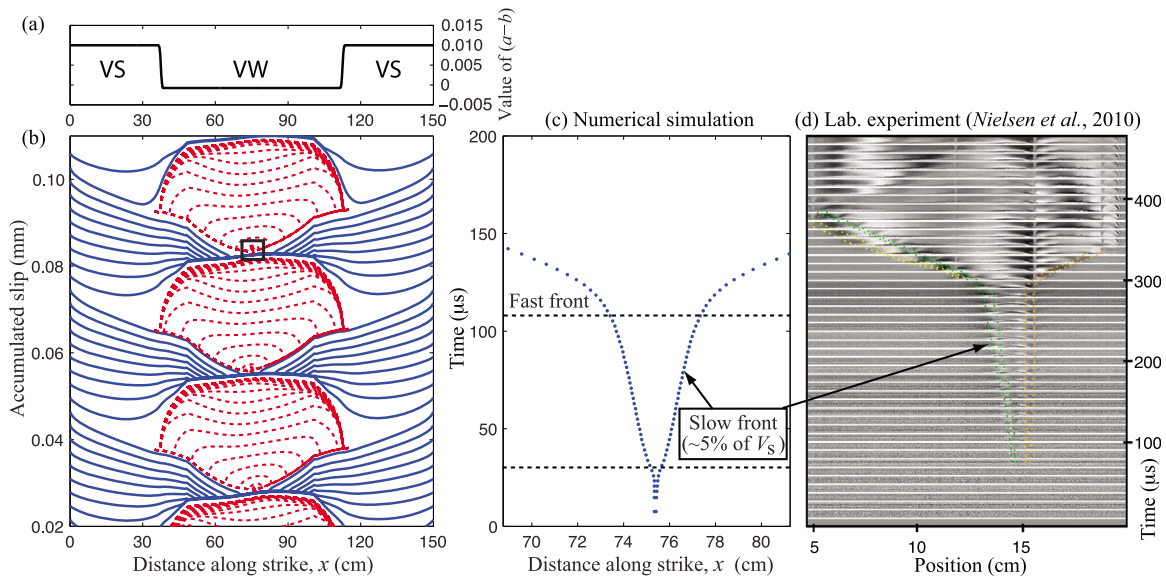 (a)
0.015
0.010
0
−0.005
Value of (a−b)
VS
VW
VS
0 30 60 90 120 150
(b)
0.10
0.08
0.06
0.04
0.02
Accumulated slip (mm)
0 30 60 90 120 150
Distance along strike, x (cm)
(c) Numerical simulation
200
150
100
50
0
Time (µs)
Fast front
Slow front
(~5% of VS)
70 72 74 76 78 80
Distance along strike, x (cm)
(d) Lab. experiment (Nielsen et al., 2010)
400
300
200
100
Time (µs)
5 10 15
Position (cm)